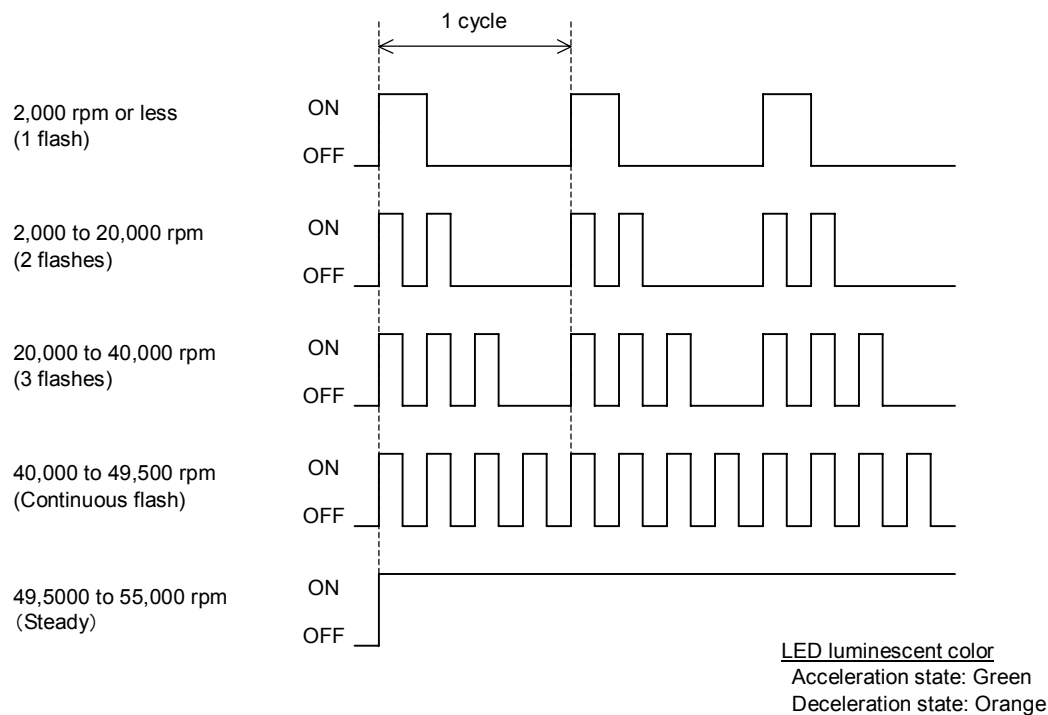 1 cycle
2,000 rpm or less
(1 flash)
ON
OFF
2,000 to 20,000 rpm
(2 flashes)
ON
OFF
20,000 to 40,000 rpm
(3 flashes)
ON
OFF
40,000 to 49,500 rpm
(Continuous flash)
ON
OFF
49,5000 to 55,000 rpm
（Steady）
ON
OFF
LED luminescent color
Acceleration state: Green
Deceleration state: Orange